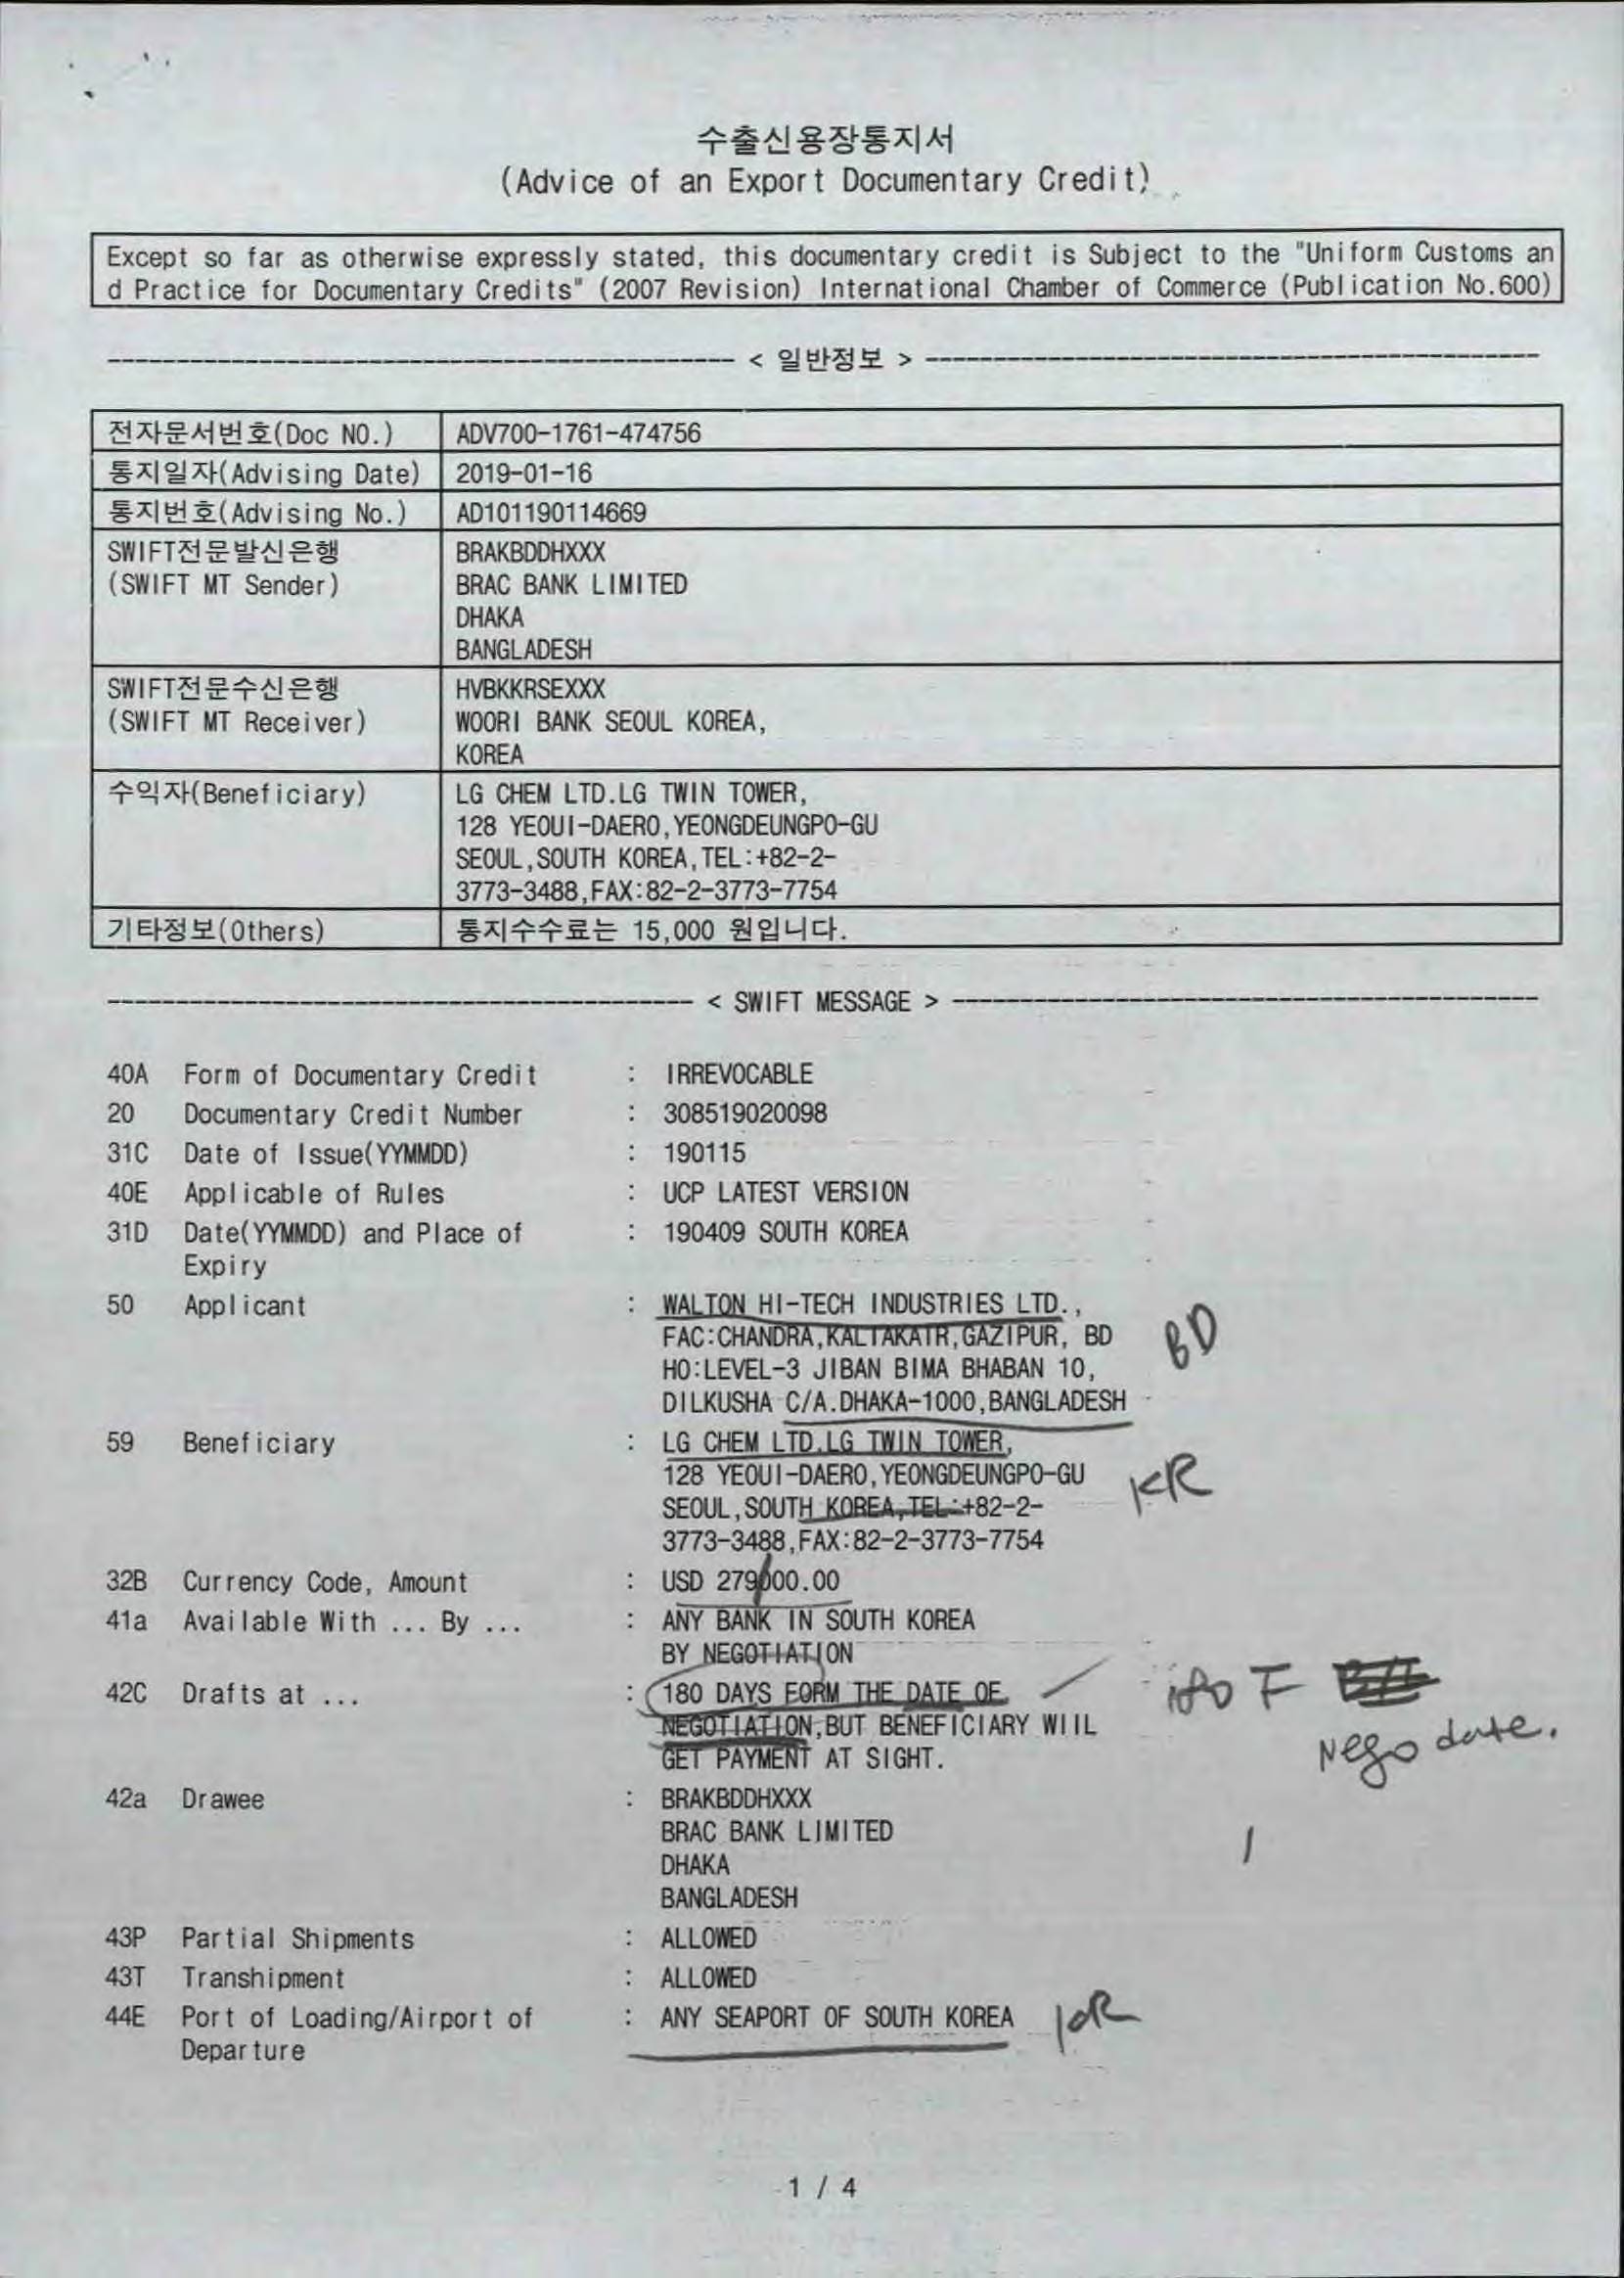 수출신용장통지서
(Advice of an Export Documentary Credit)
Except so far as otherwise expressly stated, this documentary credit is Subject to the "Uniform Customs an
d Practice for Documentary Credits" (2007 Revision) International Chamber of Commerce (Publication No.600)
< 일반정보 >
전자문서번호(Doc NO.) ADV700-1761-474756
통지일자(Advising Date) 2019-01-16
통지번호(Advising No.) AD101190114669
SWIFT전문발신은행 BRAKBDDHXXX
(SWIFT MT Sender) BRAC BANK LIMITED
DHAKA
BANGLADESH
SWIFT전문수신은행 HVBKKRSEXXX
(SWIFT MT Receiver) WOORI BANK SEOUL KOREA,
KOREA
수익자(Beneficiary) LG CHEM LTD.LG TWIN TOWER,
128 YEOUI-DAERO,YEONGDEUNGPO-GU
SEOUL,SOUTH KOREA,TEL:+82-2-
3773-3488,FAX:82-2-3773-7754
기타정보(Others) 통지수수료는 15,000 원입니다.
< SWIFT MESSAGE >
40A Form of Documentary Credit : IRREVOCABLE
20 Documentary Credit Number : 308519020098
31C Date of Issue(YYMMDD) : 190115
40E Applicable of Rules : UCP LATEST VERSION
31D Date(YYMMDD) and Place of : 190409 SOUTH KOREA
Expiry
50 Applicant : WALTON HI-TECH INDUSTRIES LTD.,
FAC:CHANDRA,KALIAKAIR,GAZIPUR, BD BD
HO:LEVEL-3 JIBAN BIMA BHABAN 10,
DILKUSHA C/A.DHAKA-1000,BANGLADESH
59 Beneficiary : LG CHEM LTD.LG TWIN TOWER,
128 YEOUI-DAERO,YEONGDEUNGPO-GU KR
SEOUL,SOUTH KOREA,TEL:+82-2-
3773-3488,FAX:82-2-3773-7754
32B Currency Code, Amount : USD 279000.00
41a Available With ... By ... : ANY BANK IN SOUTH KOREA
BY NEGOTIATION
42C Drafts at ... : 180 DAYS FORM THE DATE OF 180 F
NEGOTIATION,BUT BENEFICIARY WIIL Nego date.
GET PAYMENT AT SIGHT.
42a Drawee : BRAKBDDHXXX
BRAC BANK LIMITED
DHAKA
BANGLADESH
43P Partial Shipments : ALLOWED
43T Transhipment : ALLOWED
44E Port of Loading/Airport of : ANY SEAPORT OF SOUTH KOREA KR
Departure
1 / 4